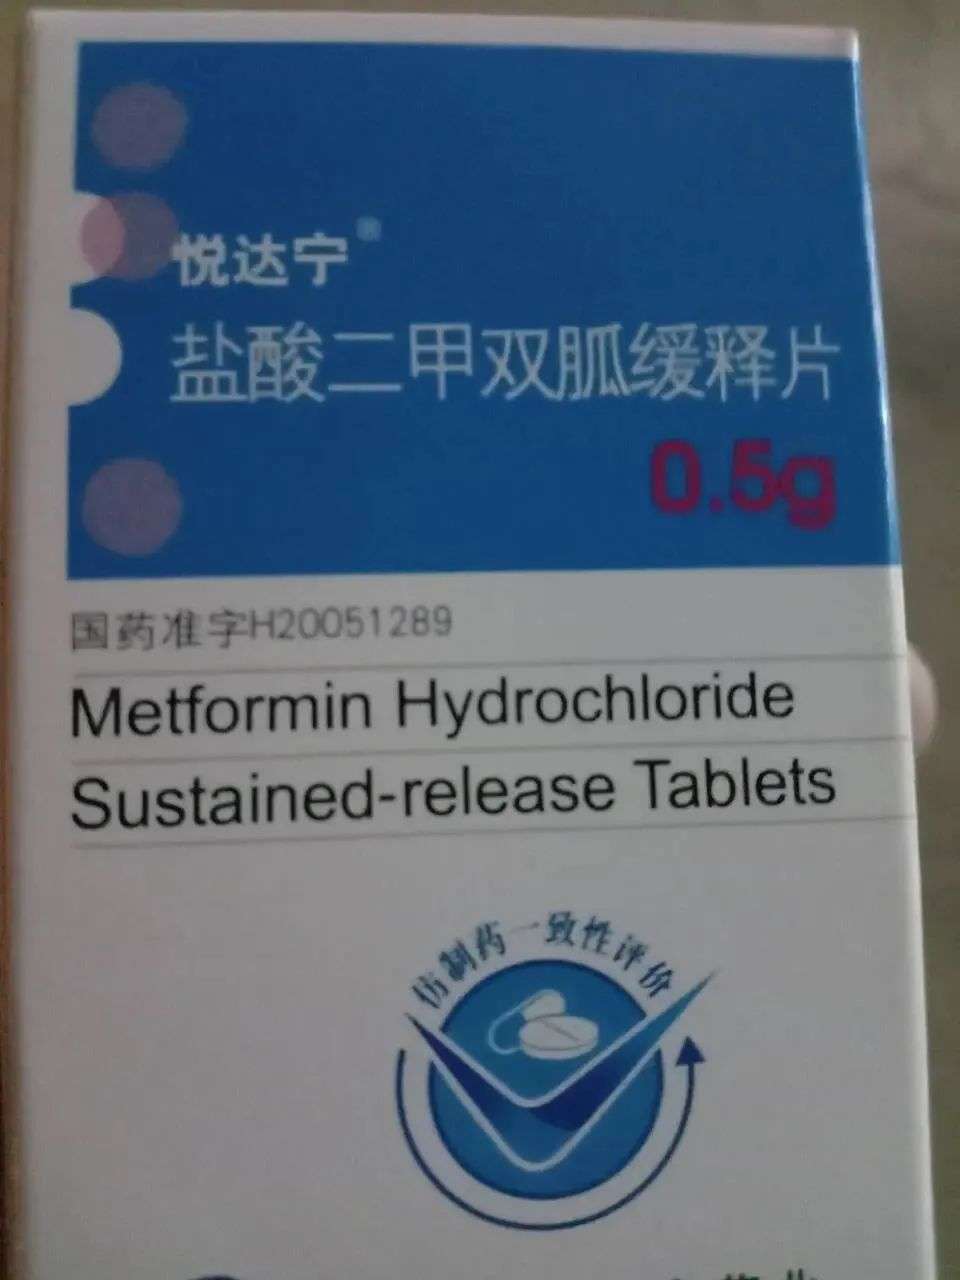 悦达宁®
盐酸二甲双胍缓释片
0.5g
国药准字H20051289
Metformin Hydrochloride
Sustained-release Tablets
仿制药一致性评价